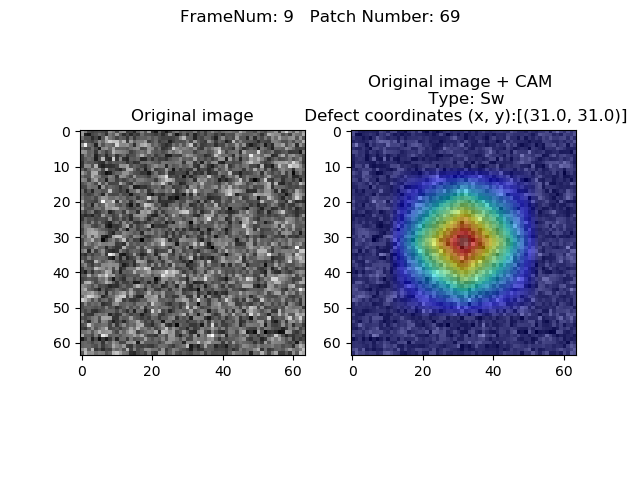 FrameNum: 9   Patch Number: 69
Original image
0
10
20
30
40
50
60
0 20 40 60
Original image + CAM
Type: Sw
Defect coordinates (x, y):[(31.0, 31.0)]
0
10
20
30
40
50
60
0 20 40 60